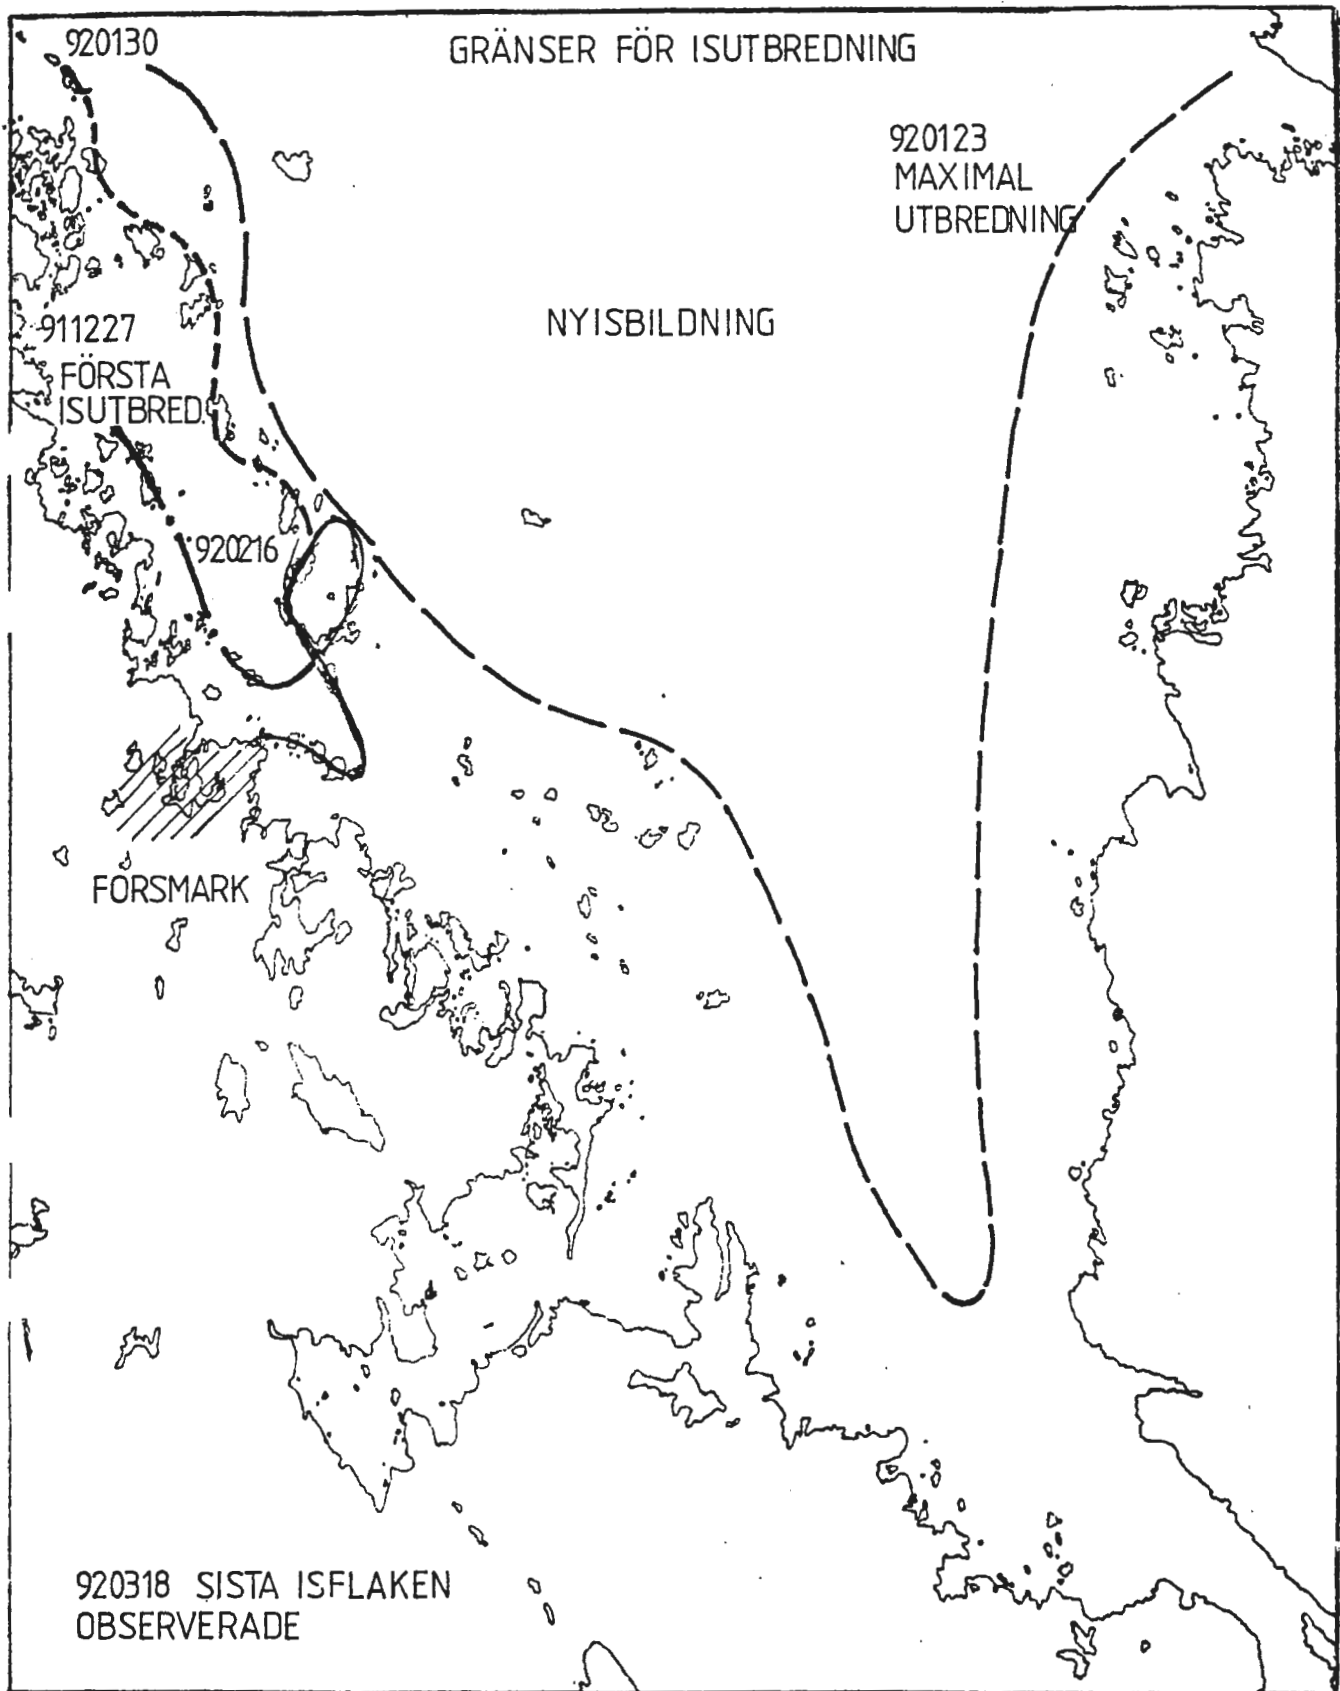 920130
GRÄNSER FÖR ISUTBREDNING
920123
MAXIMAL
UTBREDNING
NYISBILDNING
911227
FÖRSTA
ISUTBRED.
920216
FORSMARK
920318 SISTA ISFLAKEN
OBSERVERADE